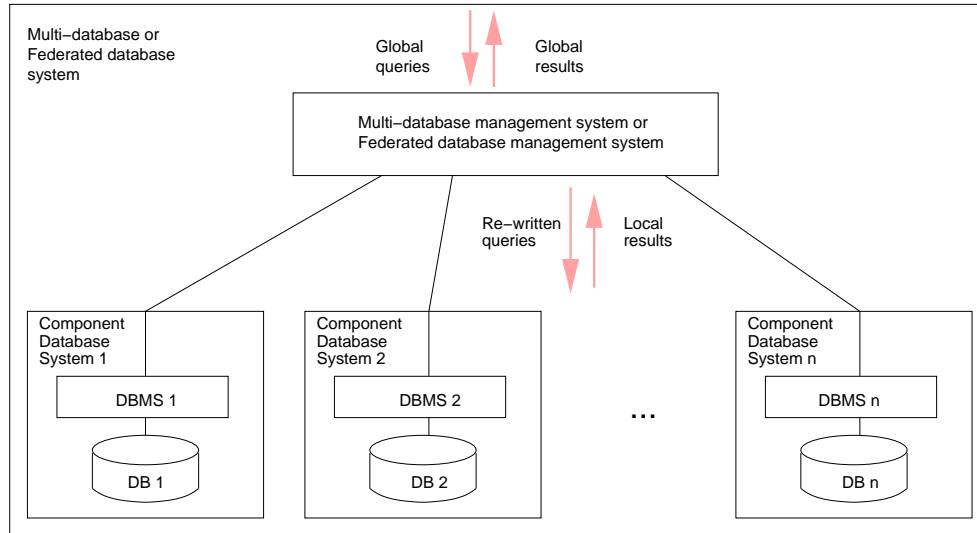 Multi−database or
Federated database
system
Global
queries
Global
results
Multi−database management system or
Federated database management system
Re−written
queries
Local
results
Component
Database
System 1
DBMS 1
DB 1
Component
Database
System 2
DBMS 2
DB 2
...
Component
Database
System n
DBMS n
DB n